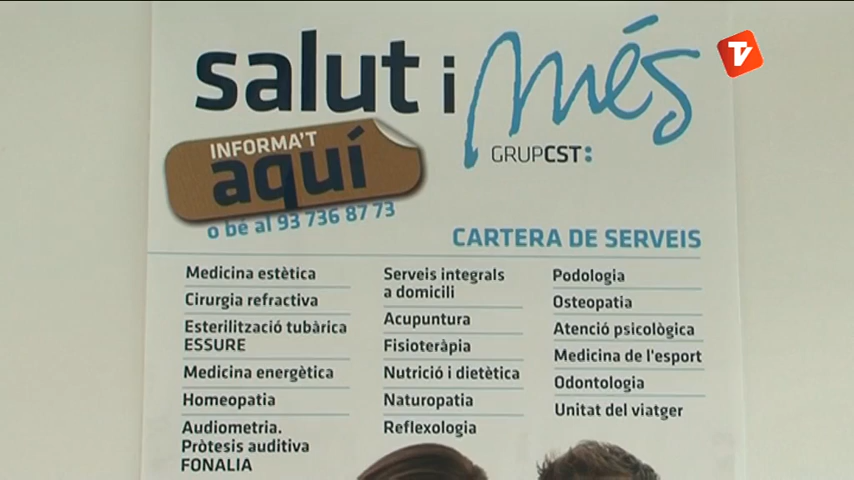 salut i més
GRUPCST:
INFORMA'T
aquí
o bé al 93 736 87 73
CARTERA DE SERVEIS
Medicina estètica
Cirurgia refractiva
Esterilització tubàrica
ESSURE
Medicina energètica
Homeopatia
Audiometria.
Pròtesis auditiva
FONALIA
Serveis integrals
a domicili
Acupuntura
Fisioteràpia
Nutrició i dietètica
Naturopatia
Reflexologia
Podologia
Osteopatia
Atenció psicològica
Medicina de l'esport
Odontologia
Unitat del viatger
TV